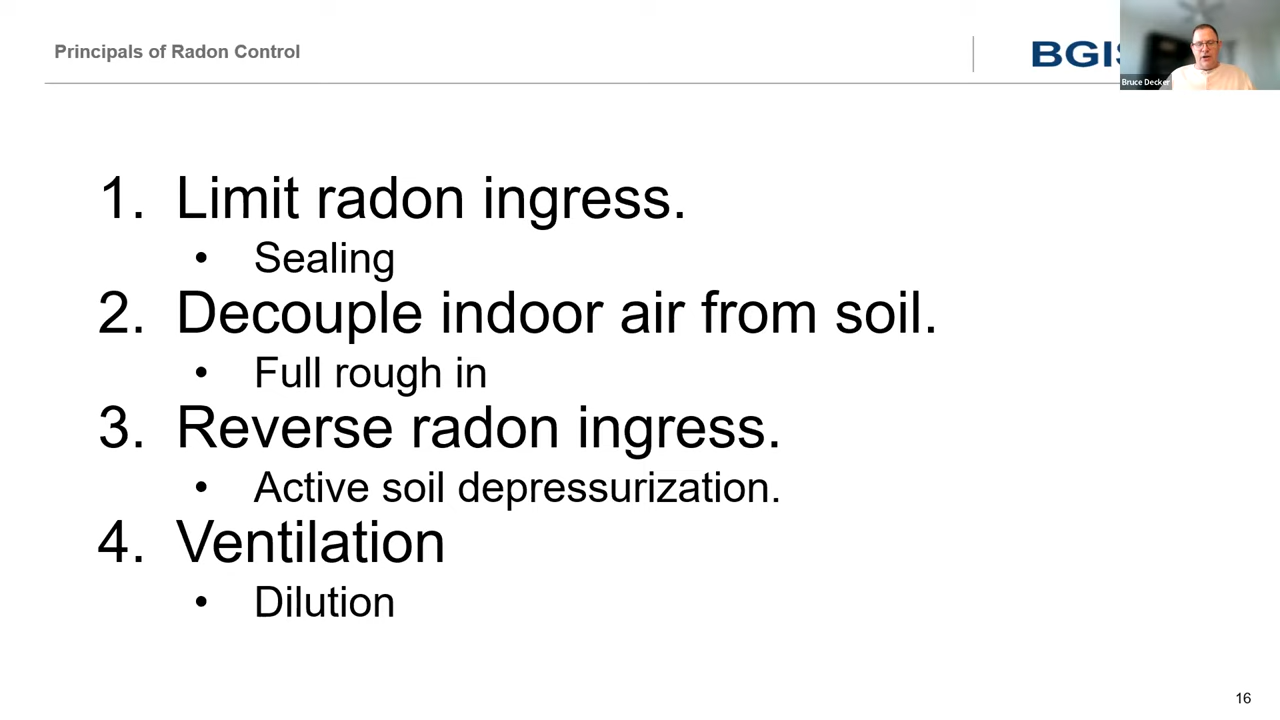 Principals of Radon Control
BGIS
Bruce Decker
1. Limit radon ingress.
• Sealing
2. Decouple indoor air from soil.
• Full rough in
3. Reverse radon ingress.
• Active soil depressurization.
4. Ventilation
• Dilution
16